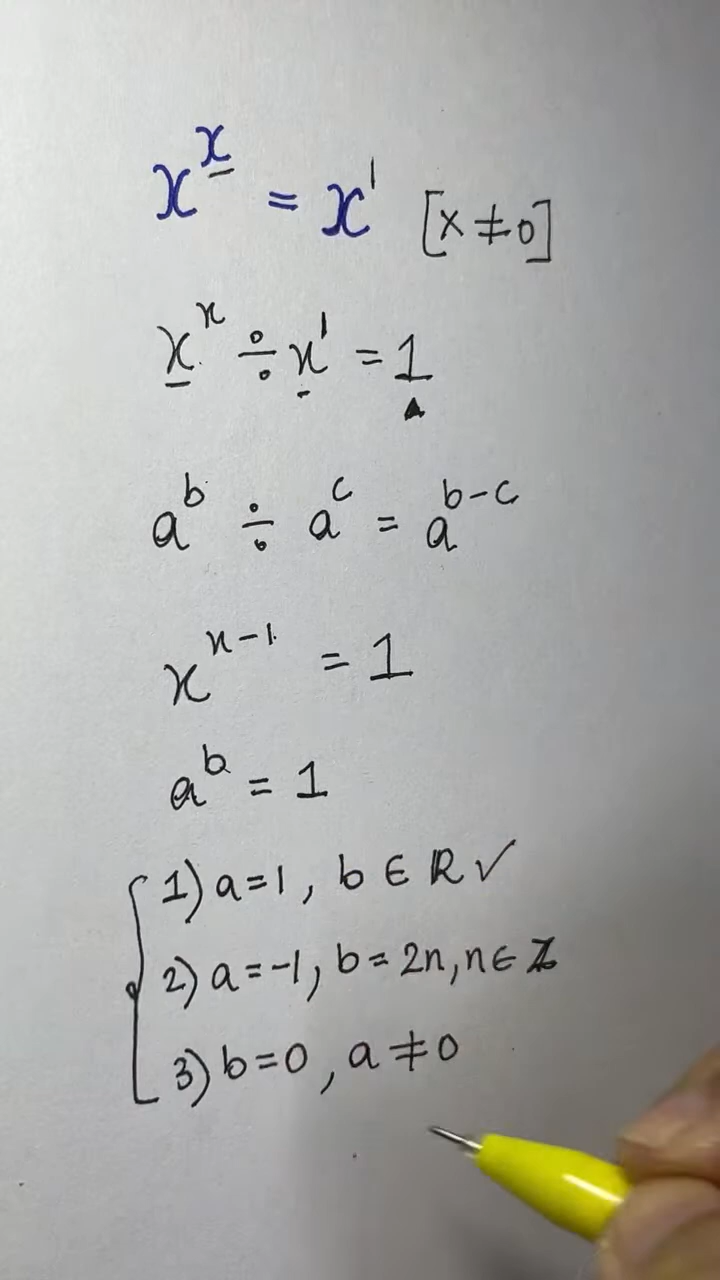 x^x = x^1 [x ≠ 0]
x^x ÷ x^1 = 1
a^b ÷ a^c = a^(b-c)
x^(x-1) = 1
a^b = 1
1) a=1, b ∈ ℝ ✓
2) a=-1, b=2n, n ∈ ℤ
3) b=0, a ≠ 0